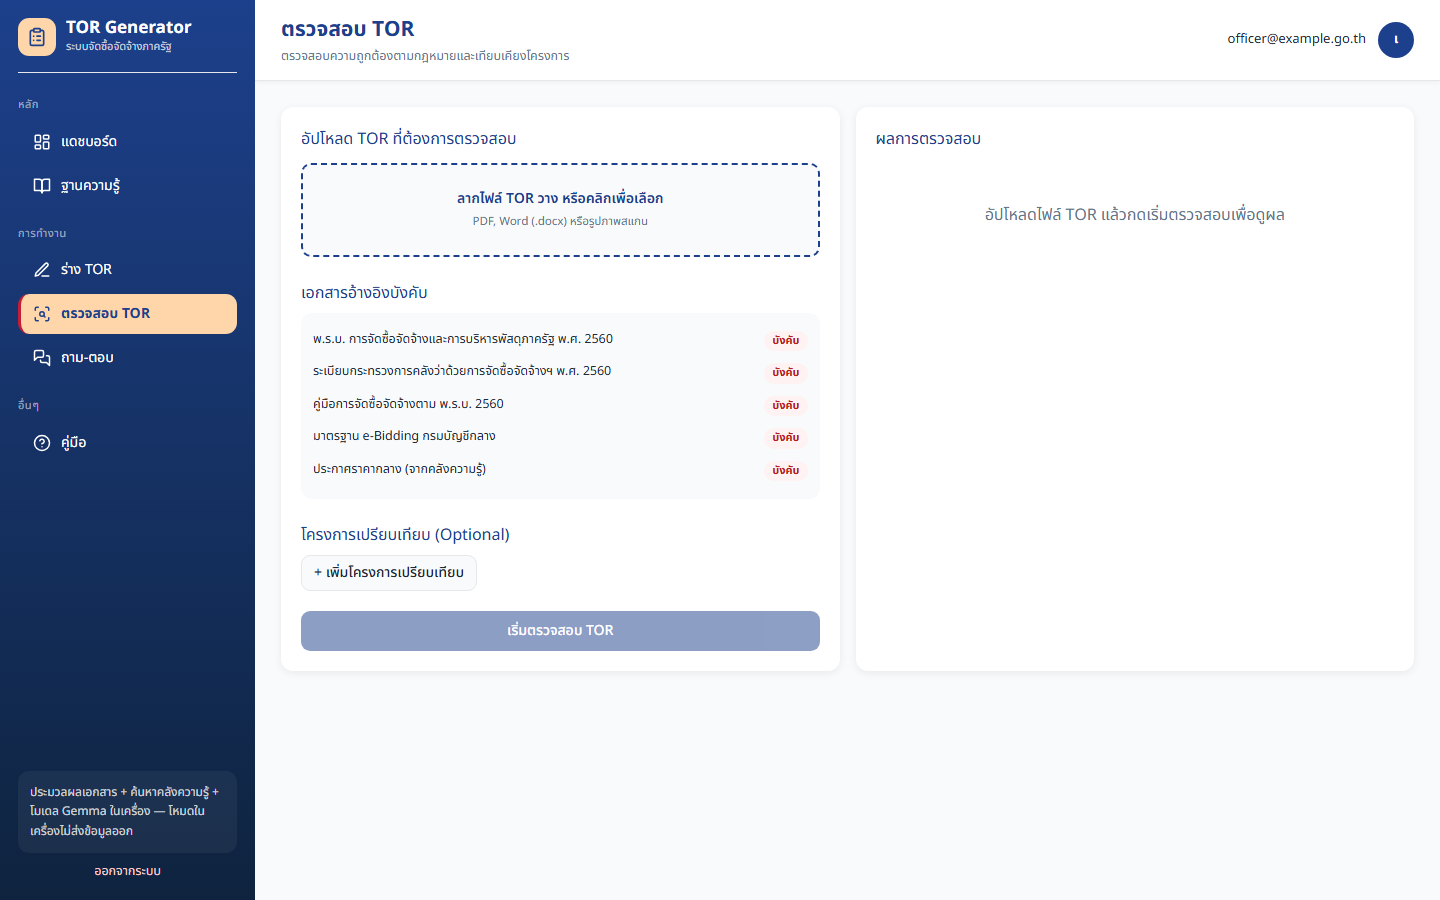 TOR Generator
ระบบจัดซื้อจัดจ้างภาครัฐ
หลัก
แดชบอร์ด
ฐานความรู้
การทำงาน
ร่าง TOR
ตรวจสอบ TOR
ถาม-ตอบ
อื่นๆ
คู่มือ
ประมวลผลเอกสาร + ค้นหาคลังความรู้ +
โมเดล Gemma ในเครื่อง — โหมดใน
เครื่องไม่ส่งข้อมูลออก
ออกจากระบบ
ตรวจสอบ TOR
ตรวจสอบความถูกต้องตามกฎหมายและเทียบเคียงโครงการ
officer@example.go.th
เ
อัปโหลด TOR ที่ต้องการตรวจสอบ
ลากไฟล์ TOR วาง หรือคลิกเพื่อเลือก
PDF, Word (.docx) หรือรูปภาพสแกน
เอกสารอ้างอิงบังคับ
พ.ร.บ. การจัดซื้อจัดจ้างและการบริหารพัสดุภาครัฐ พ.ศ. 2560 บังคับ
ระเบียบกระทรวงการคลังว่าด้วยการจัดซื้อจัดจ้างฯ พ.ศ. 2560 บังคับ
คู่มือการจัดซื้อจัดจ้างตาม พ.ร.บ. 2560 บังคับ
มาตรฐาน e-Bidding กรมบัญชีกลาง บังคับ
ประกาศราคากลาง (จากคลังความรู้) บังคับ
โครงการเปรียบเทียบ (Optional)
+ เพิ่มโครงการเปรียบเทียบ
เริ่มตรวจสอบ TOR
ผลการตรวจสอบ
อัปโหลดไฟล์ TOR แล้วกดเริ่มตรวจสอบเพื่อดูผล